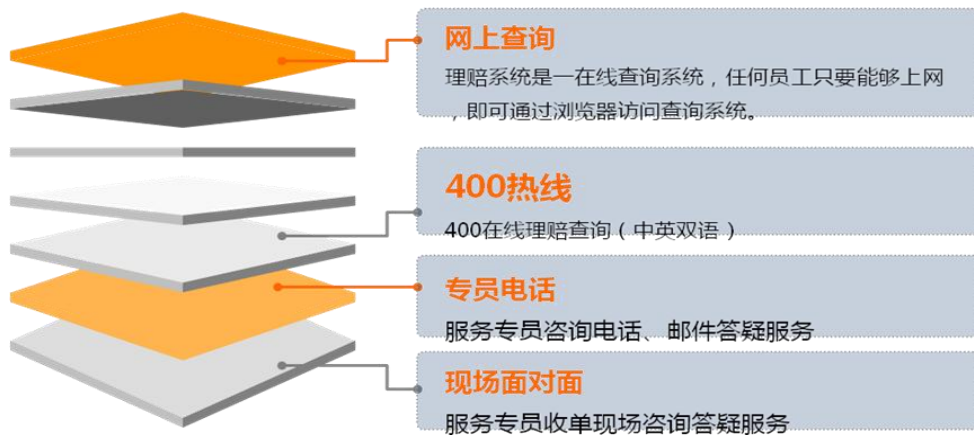 网上查询
理赔系统是一在线查询系统，任何员工只要能够上网
，即可通过浏览器访问查询系统。
400热线
400在线理赔查询（中英双语）
专员电话
服务专员咨询电话、邮件答疑服务
现场面对面
服务专员收单现场咨询答疑服务